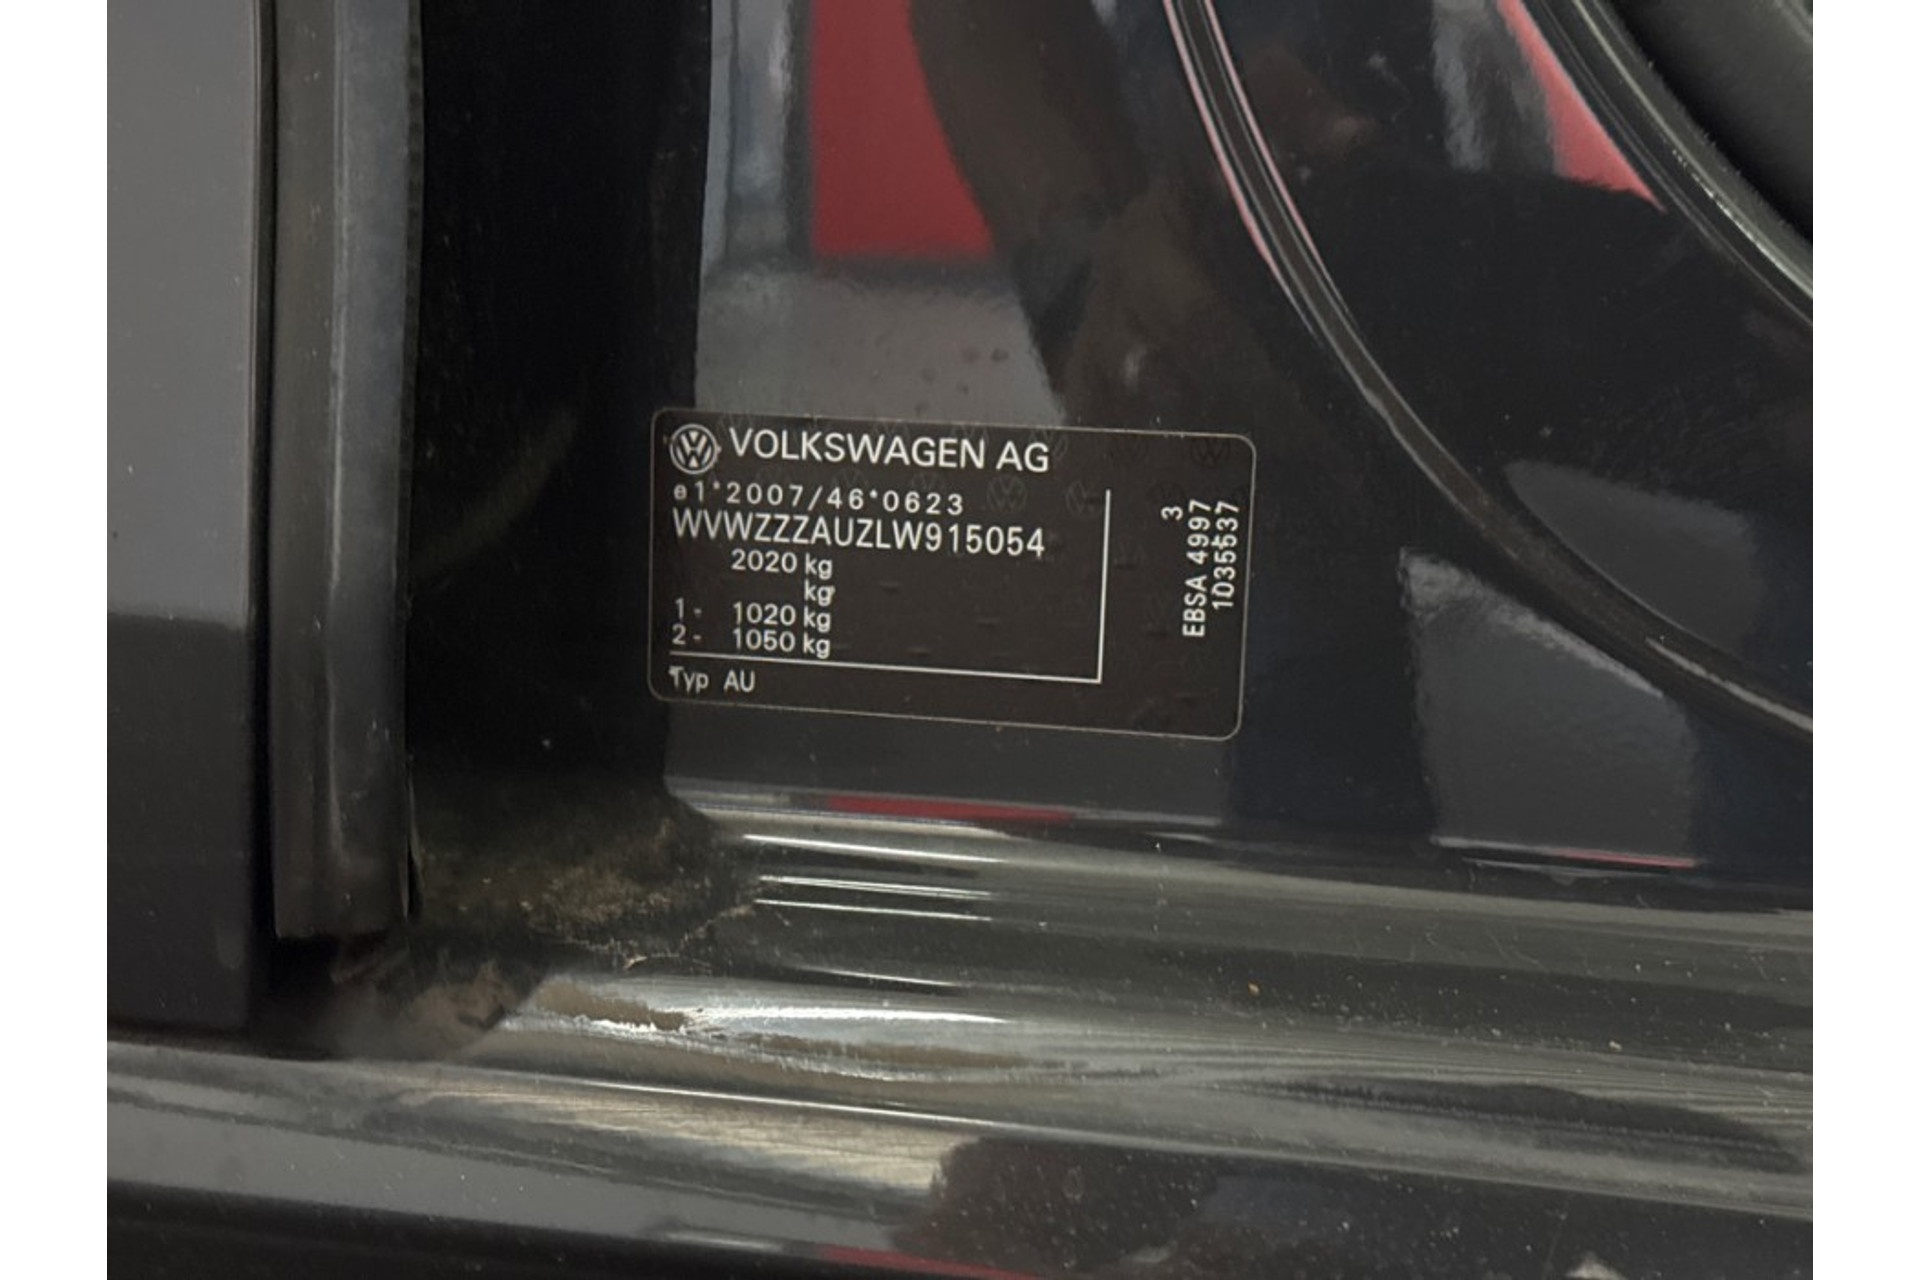 VOLKSWAGEN AG
e1*2007/46*0623
WVWZZZAUZLW915054
2020 kg
kg
1- 1020 kg
2- 1050 kg
Typ AU
3
EBSA 4997
1035537